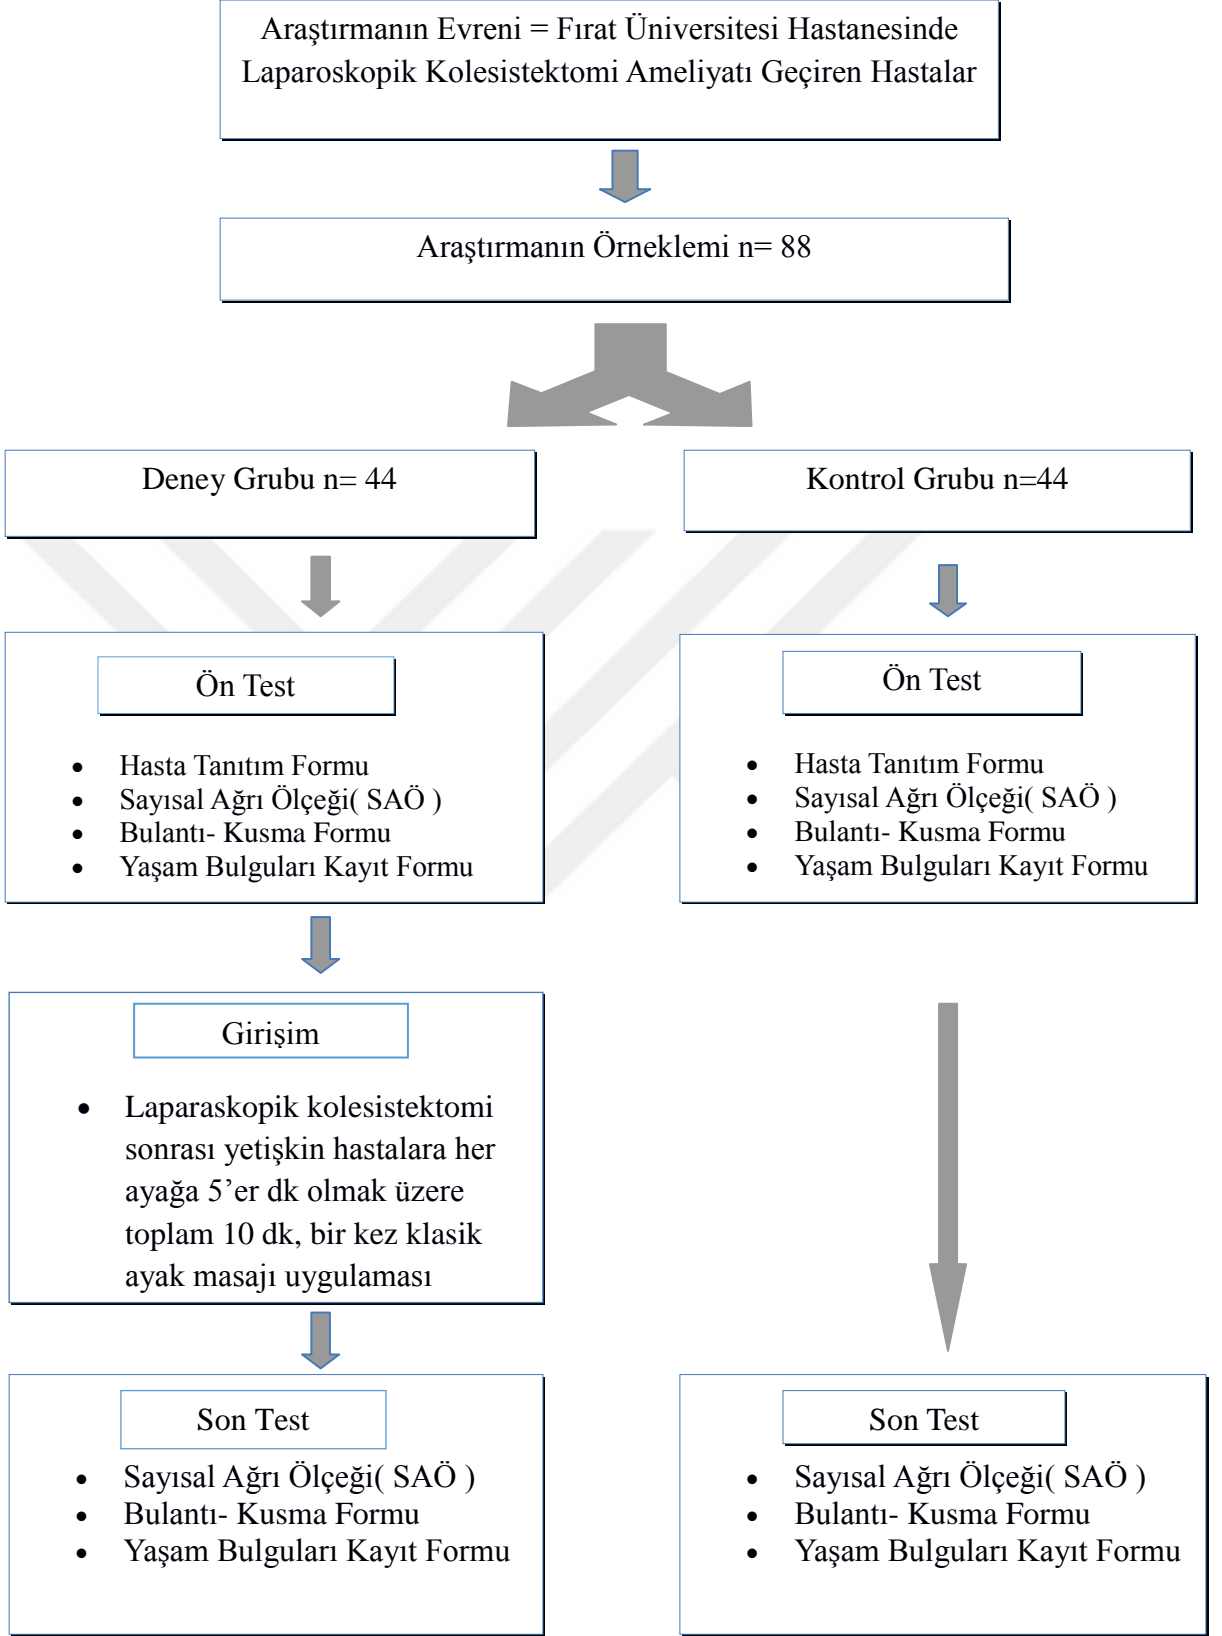 Araştırmanın Evreni = Fırat Üniversitesi Hastanesinde
Laparoskopik Kolesistektomi Ameliyatı Geçiren Hastalar
Araştırmanın Örneklemi n= 88
Deney Grubu n= 44
Kontrol Grubu n=44
Ön Test
• Hasta Tanıtım Formu
• Sayısal Ağrı Ölçeği( SAÖ )
• Bulantı- Kusma Formu
• Yaşam Bulguları Kayıt Formu
Ön Test
• Hasta Tanıtım Formu
• Sayısal Ağrı Ölçeği( SAÖ )
• Bulantı- Kusma Formu
• Yaşam Bulguları Kayıt Formu
Girişim
• Laparaskopik kolesistektomi
sonrası yetişkin hastalara her
ayağa 5’er dk olmak üzere
toplam 10 dk, bir kez klasik
ayak masajı uygulaması
Son Test
• Sayısal Ağrı Ölçeği( SAÖ )
• Bulantı- Kusma Formu
• Yaşam Bulguları Kayıt Formu
Son Test
• Sayısal Ağrı Ölçeği( SAÖ )
• Bulantı- Kusma Formu
• Yaşam Bulguları Kayıt Formu